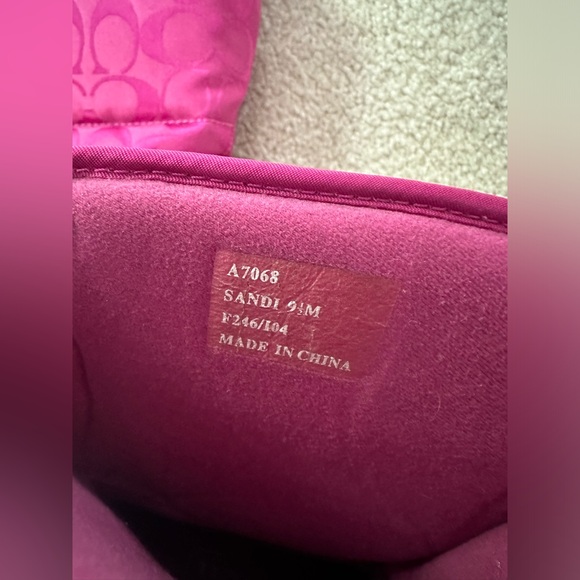 A7068
SANDI 9½M
F246/I04
MADE IN CHINA